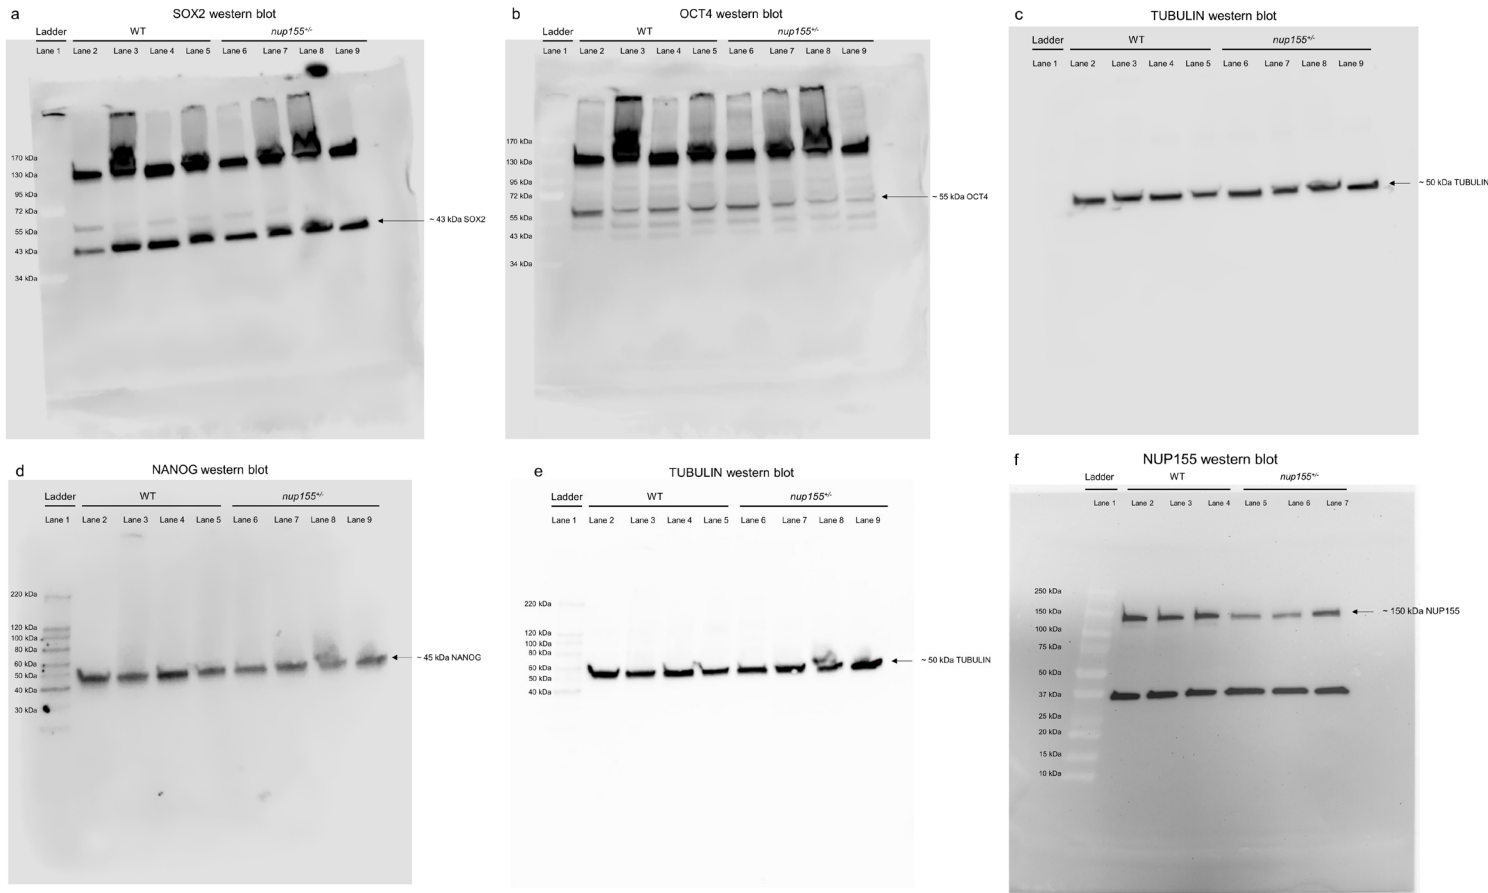 a
SOX2 western blot
Ladder WT nup155+/-
Lane 1 Lane 2 Lane 3 Lane 4 Lane 5 Lane 6 Lane 7 Lane 8 Lane 9
170 kDa
130 kDa
95 kDa
72 kDa
55 kDa
43 kDa
34 kDa
~ 43 kDa SOX2
b
OCT4 western blot
Ladder WT nup155+/-
Lane 1 Lane 2 Lane 3 Lane 4 Lane 5 Lane 6 Lane 7 Lane 8 Lane 9
170 kDa
130 kDa
95 kDa
72 kDa
55 kDa
43 kDa
34 kDa
~ 55 kDa OCT4
c
TUBULIN western blot
Ladder WT nup155+/-
Lane 1 Lane 2 Lane 3 Lane 4 Lane 5 Lane 6 Lane 7 Lane 8 Lane 9
~ 50 kDa TUBULIN
d
NANOG western blot
Ladder WT nup155+/-
Lane 1 Lane 2 Lane 3 Lane 4 Lane 5 Lane 6 Lane 7 Lane 8 Lane 9
220 kDa
120 kDa
100 kDa
80 kDa
60 kDa
50 kDa
40 kDa
30 kDa
~ 45 kDa NANOG
e
TUBULIN western blot
Ladder WT nup155+/-
Lane 1 Lane 2 Lane 3 Lane 4 Lane 5 Lane 6 Lane 7 Lane 8 Lane 9
220 kDa
120 kDa
100 kDa
80 kDa
60 kDa
50 kDa
40 kDa
~ 50 kDa TUBULIN
f
NUP155 western blot
Ladder WT nup155+/-
Lane 1 Lane 2 Lane 3 Lane 4 Lane 5 Lane 6 Lane 7
250 kDa
150 kDa
100 kDa
75 kDa
50 kDa
37 kDa
25 kDa
20 kDa
15 kDa
10 kDa
~ 150 kDa NUP155